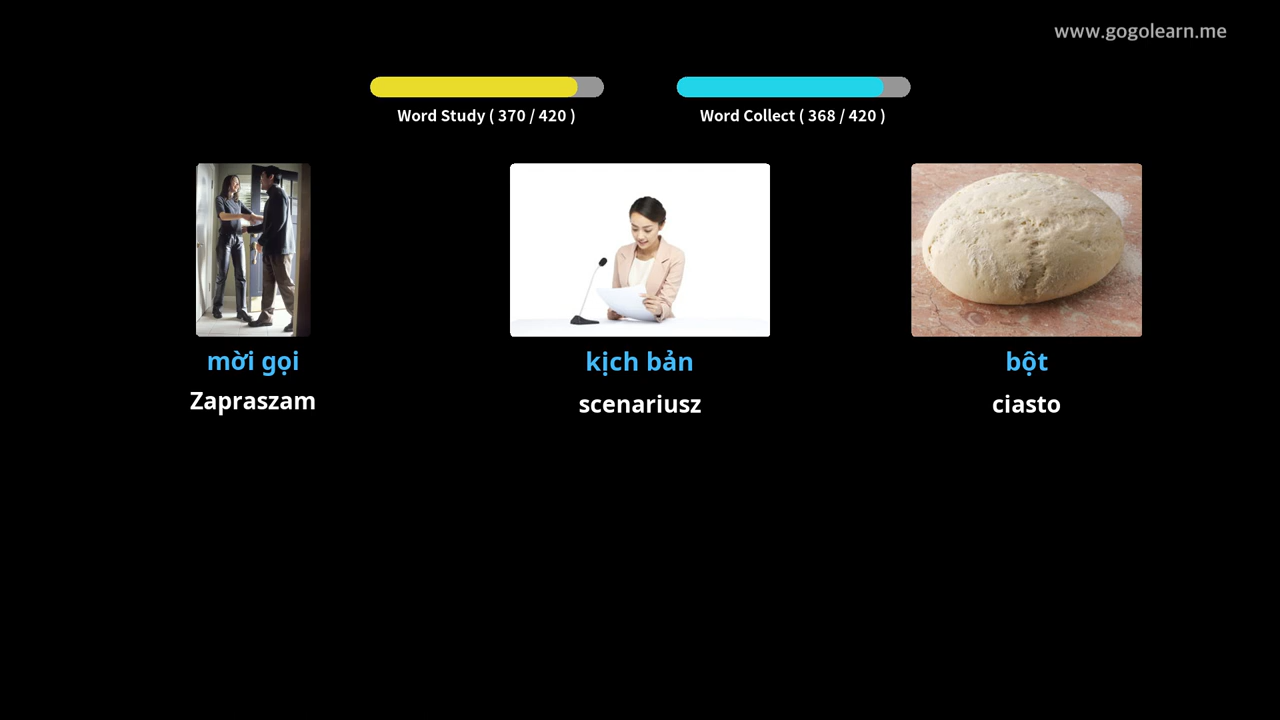 www.gogolearn.me
Word Study ( 370 / 420 )
Word Collect ( 368 / 420 )
mời gọi
Zapraszam
kịch bản
scenariusz
bột
ciasto